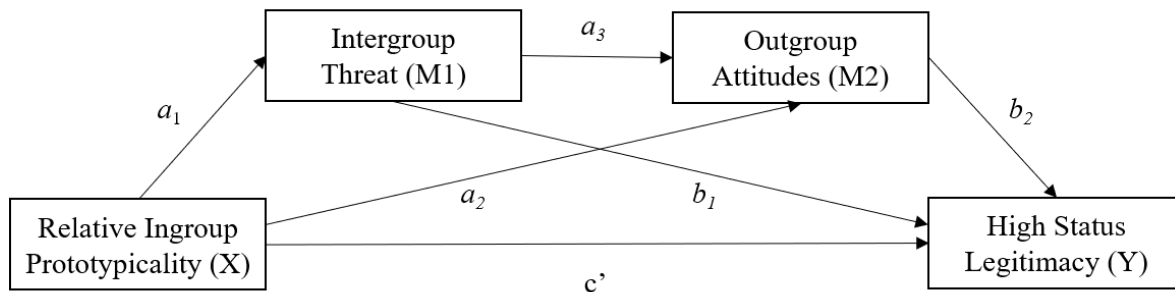 Intergroup
Threat (M1)
a₃
Outgroup
Attitudes (M2)
a₁
b₂
a₂
b₁
Relative Ingroup
Prototypicality (X)
High Status
Legitimacy (Y)
c’